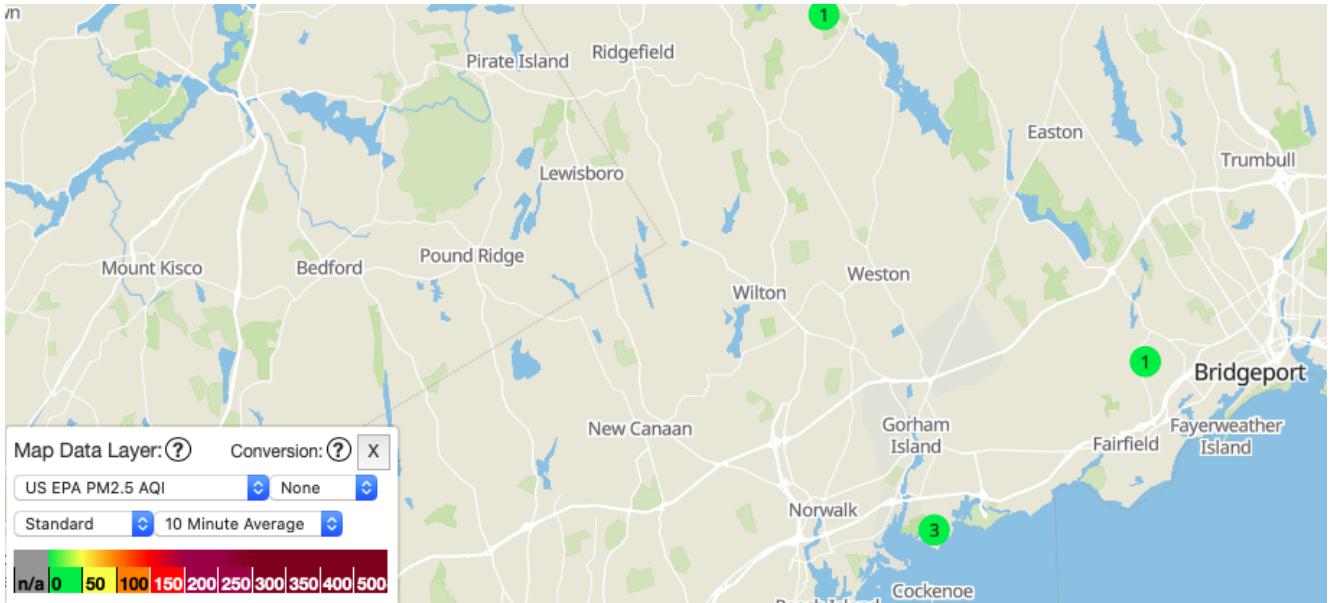 1
Pirate Island
Ridgefield
Easton
Trumbull
Lewisboro
Mount Kisco
Bedford
Pound Ridge
Weston
Wilton
1
Bridgeport
New Canaan
Gorham
Island
Fairfield
Fayerweather
Island
Norwalk
3
Cockenoe
Map Data Layer: ?
Conversion: ?
X
US EPA PM2.5 AQI
None
Standard
10 Minute Average
n/a 0 50 100 150 200 250 300 350 400 500